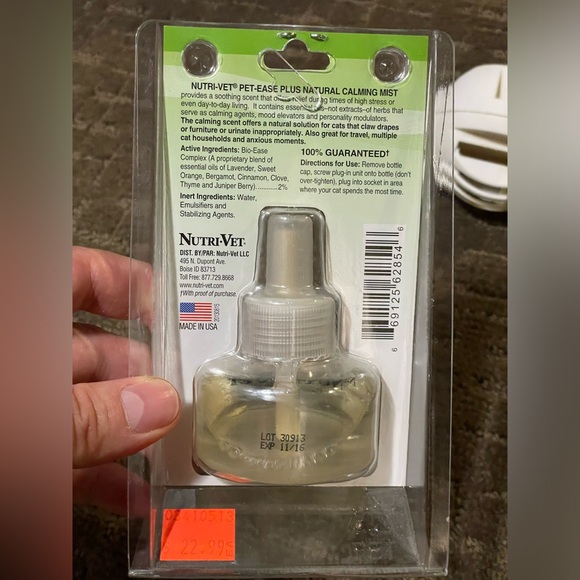 NUTRI-VET® PET-EASE PLUS NATURAL CALMING MIST
provides a soothing scent that relief during times of high stress or
even day-to-day living. It contains essential oils–not extracts–of herbs that
serve as calming agents, mood elevators and personality modulators.
The calming scent offers a natural solution for cats that claw drapes
or furniture or urinate inappropriately. Also great for travel, multiple
cat households and anxious moments.
Active Ingredients: Bio-Ease
Complex (A proprietary blend of
essential oils of Lavender, Sweet
Orange, Bergamot, Cinnamon, Clove,
Thyme and Juniper Berry)............2%
Inert Ingredients: Water,
Emulsifiers and
Stabilizing Agents.
100% GUARANTEED†
Directions for Use: Remove bottle
cap, screw plug-in unit onto bottle (don't
over-tighten), plug into socket in area
where your cat spends the most time.
NUTRI-VET®
DIST. BY/PAR: Nutri-Vet LLC
495 N. Dupont Ave.
Boise ID 83713
Toll Free: 877.729.8668
www.nutri-vet.com
†With proof of purchase.
MADE IN USA
20130815
6 69125 62854 6
LOT 30913
EXP 11/16
22.99